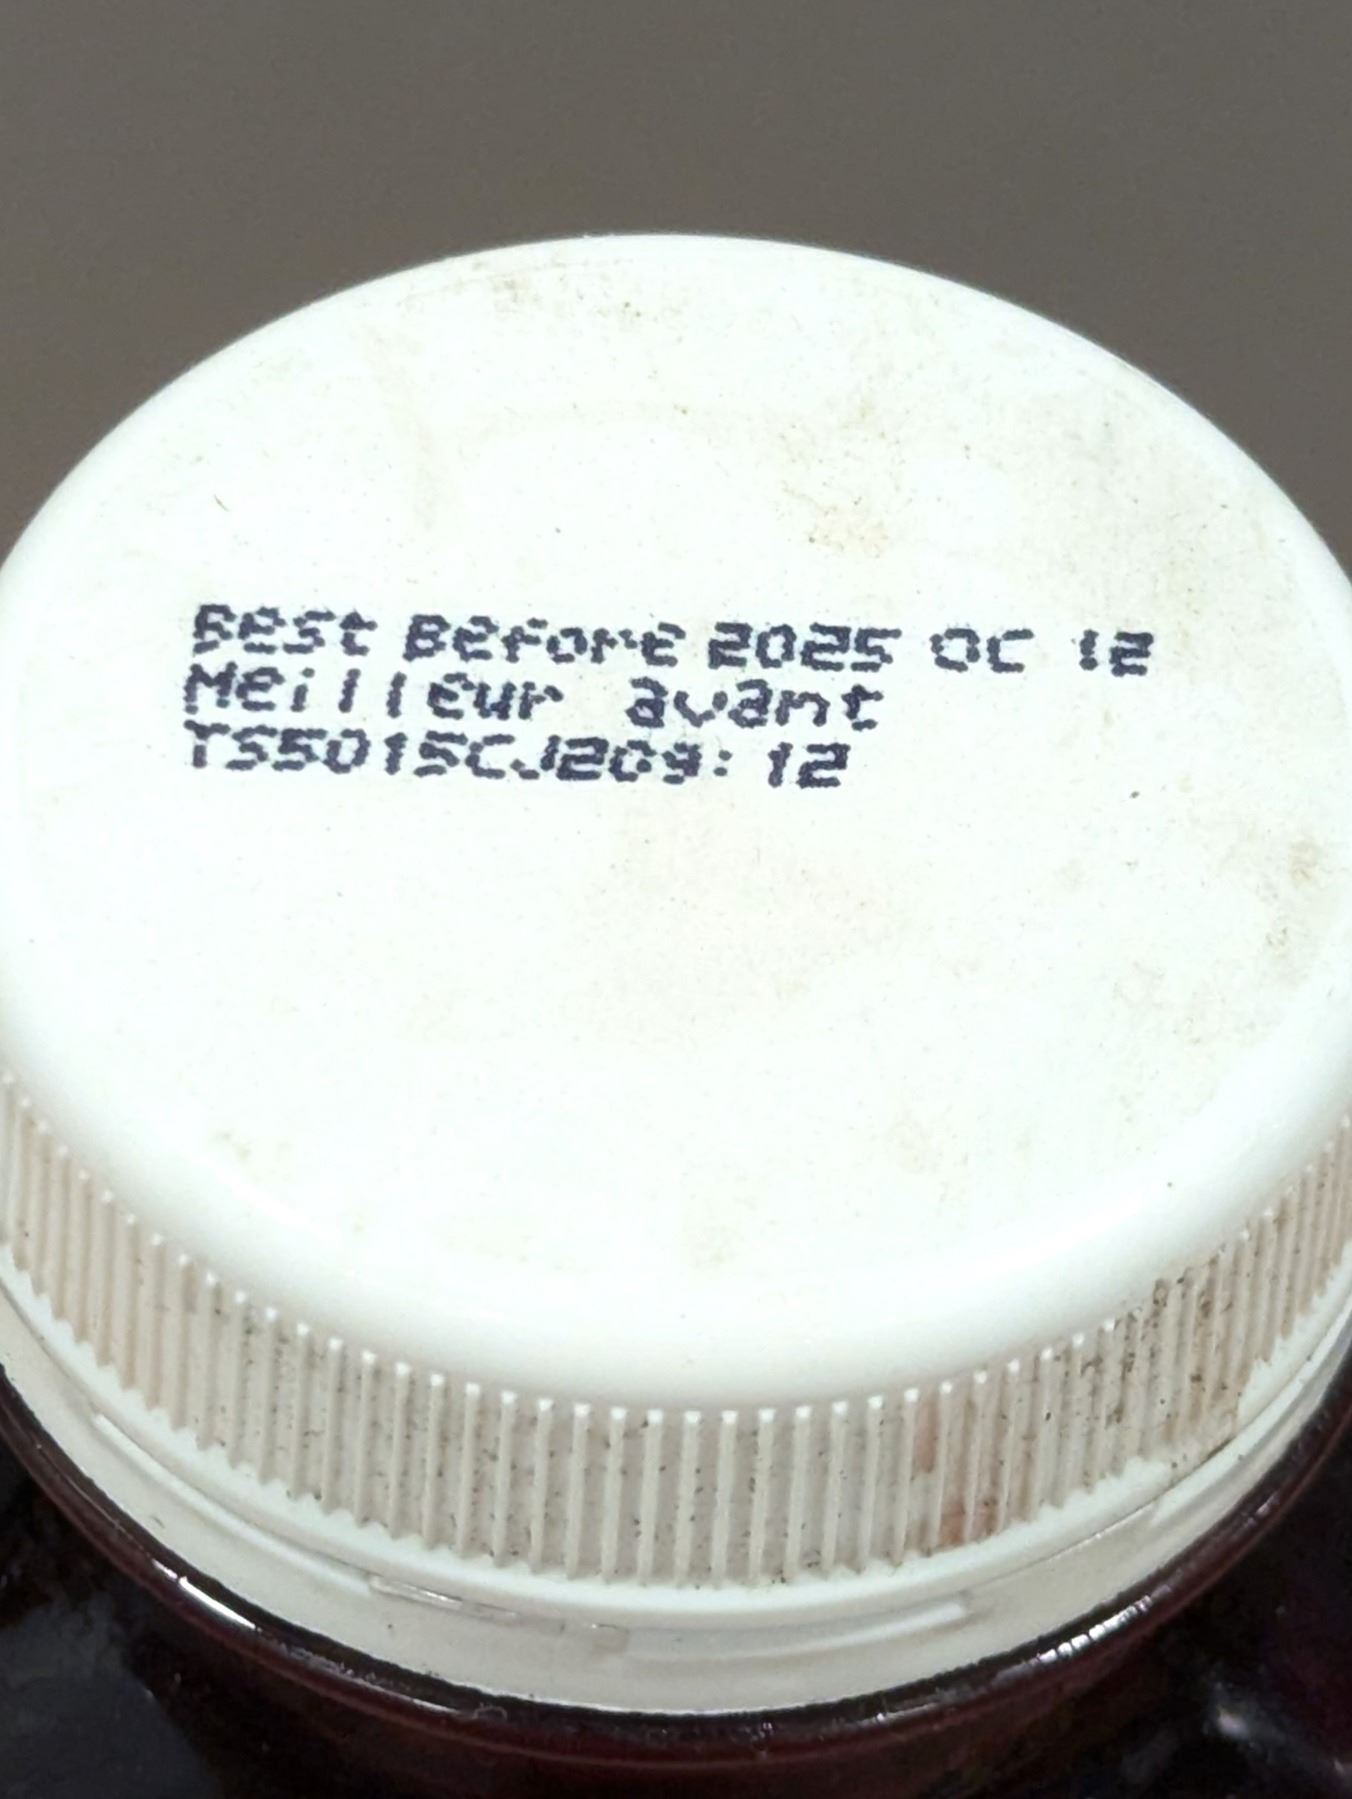 Best Before 2025 OC 12
Meilleur avant
TS5015CJ209:12